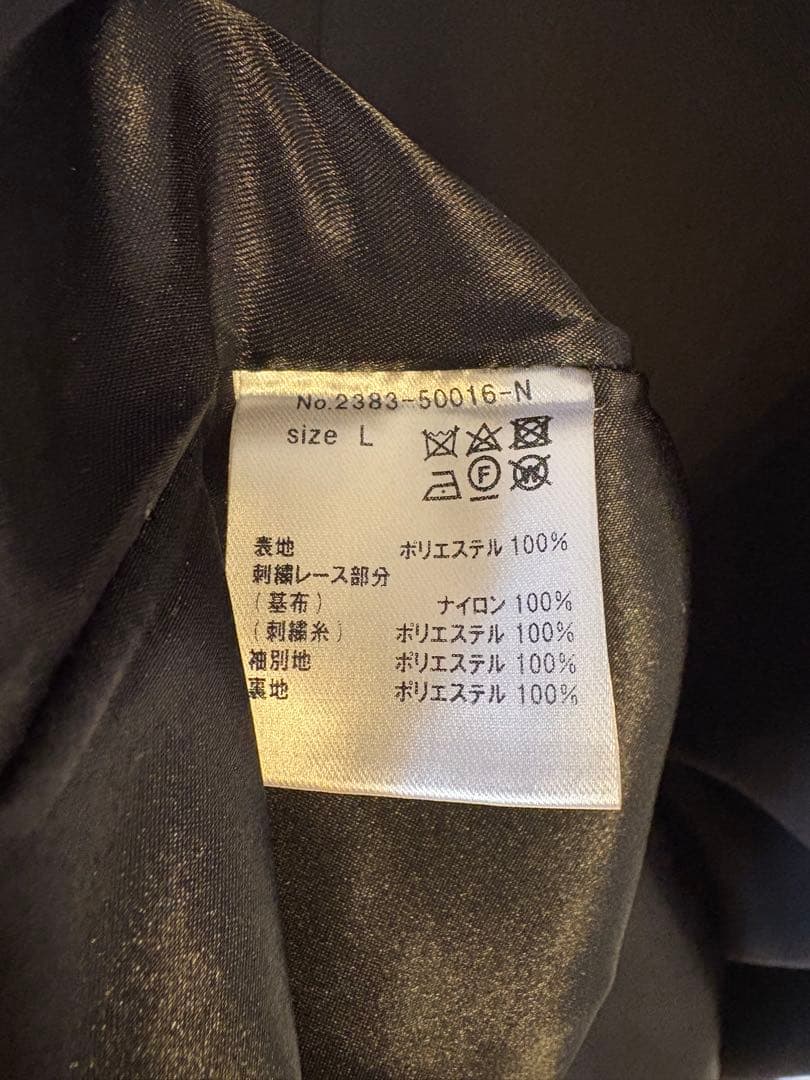 No.2383-50016-N
size L
F
W
表地 ポリエステル 100%
刺繍レース部分
(基布) ナイロン 100%
(刺繍糸) ポリエステル 100%
袖別地 ポリエステル 100%
裏地 ポリエステル 100%